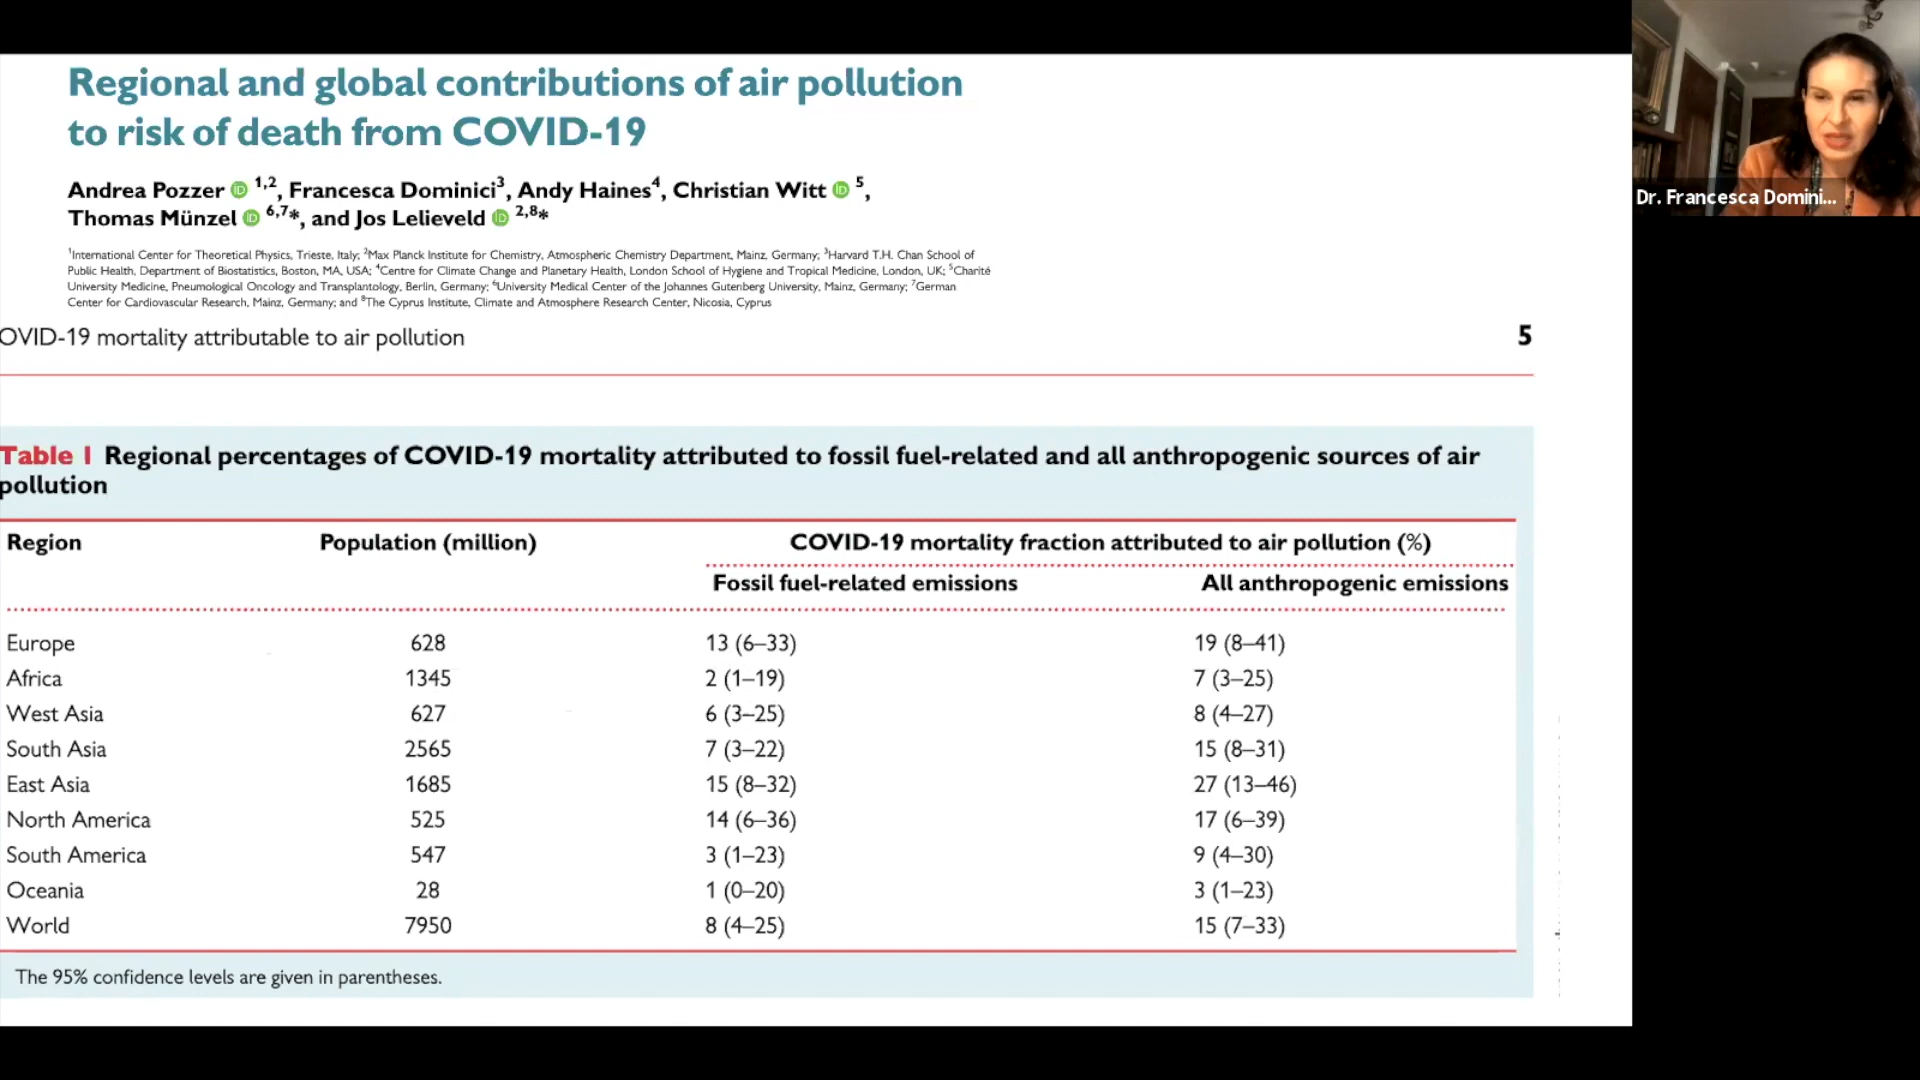 Regional and global contributions of air pollution
to risk of death from COVID-19
Andrea Pozzer 1,2, Francesca Dominici3, Andy Haines4, Christian Witt 5,
Thomas Münzel 6,7*, and Jos Lelieveld 2,8*
1International Center for Theoretical Physics, Trieste, Italy; 2Max Planck Institute for Chemistry, Atmospheric Chemistry Department, Mainz, Germany; 3Harvard T.H. Chan School of
Public Health, Department of Biostatistics, Boston, MA, USA; 4Centre for Climate Change and Planetary Health, London School of Hygiene and Tropical Medicine, London, UK; 5Charité
University Medicine, Pneumological Oncology and Transplantology, Berlin, Germany; 6University Medical Center of the Johannes Gutenberg University, Mainz, Germany; 7German
Center for Cardiovascular Research, Mainz, Germany; and 8The Cyprus Institute, Climate and Atmosphere Research Center, Nicosia, Cyprus
Dr. Francesca Domini...
OVID-19 mortality attributable to air pollution 5
Table 1 Regional percentages of COVID-19 mortality attributed to fossil fuel-related and all anthropogenic sources of air
pollution
Region Population (million) COVID-19 mortality fraction attributed to air pollution (%)
Fossil fuel-related emissions All anthropogenic emissions
Europe 628 13 (6–33) 19 (8–41)
Africa 1345 2 (1–19) 7 (3–25)
West Asia 627 6 (3–25) 8 (4–27)
South Asia 2565 7 (3–22) 15 (8–31)
East Asia 1685 15 (8–32) 27 (13–46)
North America 525 14 (6–36) 17 (6–39)
South America 547 3 (1–23) 9 (4–30)
Oceania 28 1 (0–20) 3 (1–23)
World 7950 8 (4–25) 15 (7–33)
The 95% confidence levels are given in parentheses.